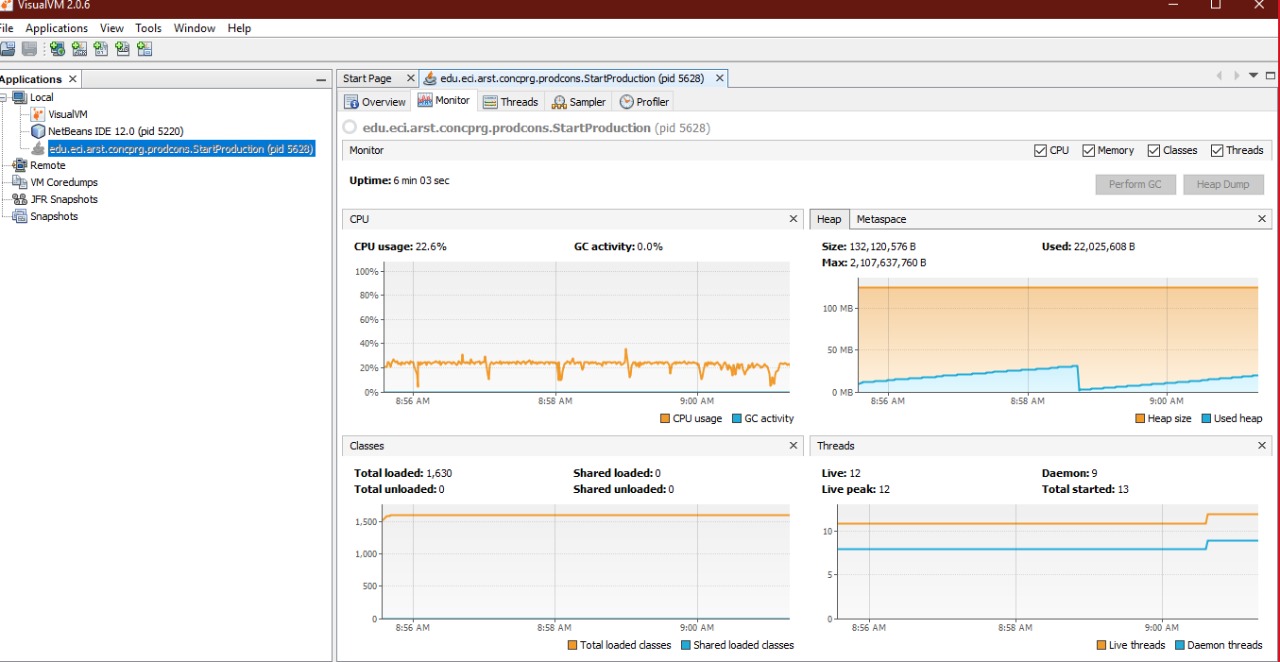 VisualVM 2.0.6
File Applications View Tools Window Help
Applications
Local
VisualVM
NetBeans IDE 12.0 (pid 5220)
edu.eci.arst.concprg.prodcons.StartProduction (pid 5628)
Remote
VM Coredumps
JFR Snapshots
Snapshots
Start Page edu.eci.arst.concprg.prodcons.StartProduction (pid 5628)
Overview Monitor Threads Sampler Profiler
edu.eci.arst.concprg.prodcons.StartProduction (pid 5628)
Monitor CPU Memory Classes Threads
Uptime: 6 min 03 sec
Perform GC Heap Dump
CPU
CPU usage: 22.6% GC activity: 0.0%
100%
80%
60%
40%
20%
0%
8:56 AM 8:58 AM 9:00 AM
CPU usage GC activity
Heap Metaspace
Size: 132,120,576 B Used: 22,025,608 B
Max: 2,107,637,760 B
100 MB
50 MB
0 MB
8:56 AM 8:58 AM 9:00 AM
Heap size Used heap
Classes
Total loaded: 1,630 Shared loaded: 0
Total unloaded: 0 Shared unloaded: 0
1,500
1,000
500
0
8:56 AM 8:58 AM 9:00 AM
Total loaded classes Shared loaded classes
Threads
Live: 12 Daemon: 9
Live peak: 12 Total started: 13
10
5
0
8:56 AM 8:58 AM 9:00 AM
Live threads Daemon threads